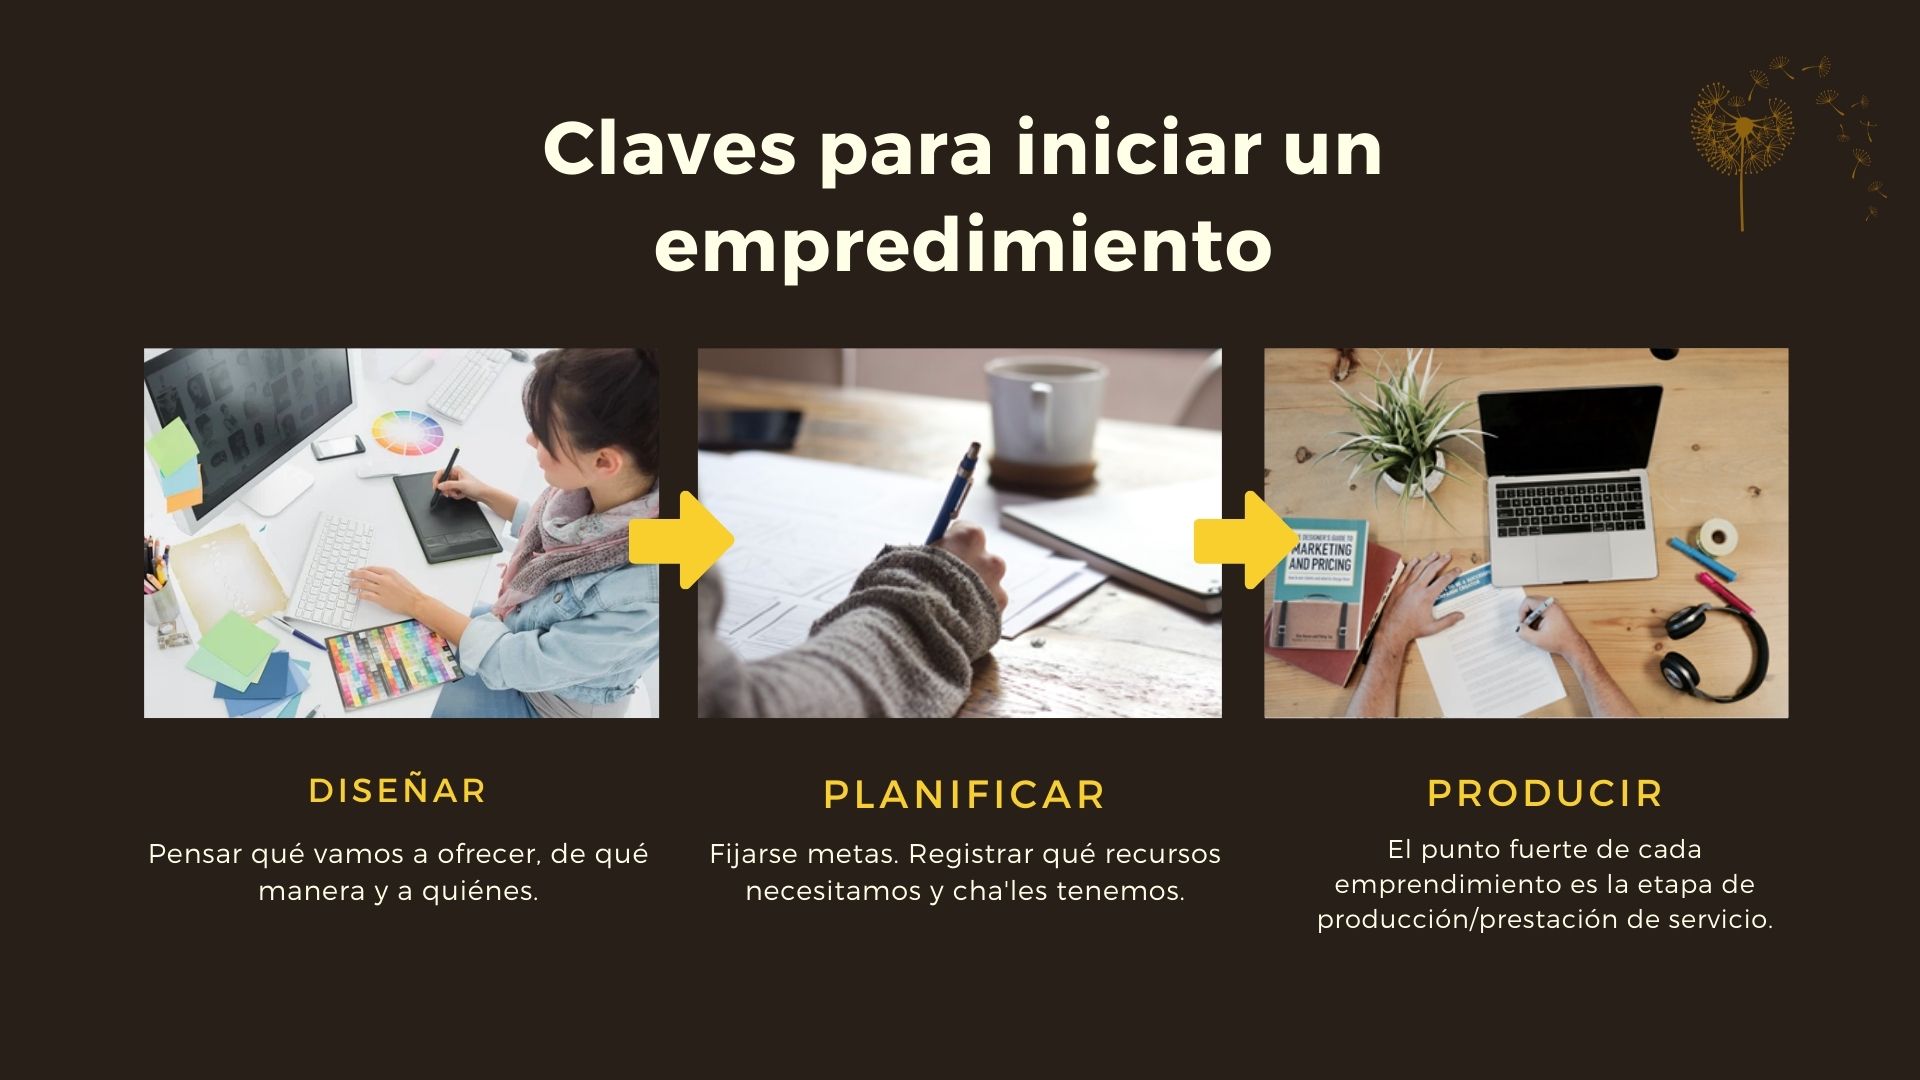 Claves para iniciar un
empredimiento
DESIGNER'S GUIDE TO
MARKETING
AND PRICING
DISEÑAR
Pensar qué vamos a ofrecer, de qué
manera y a quiénes.
PLANIFICAR
Fijarse metas. Registrar qué recursos
necesitamos y cha'les tenemos.
PRODUCIR
El punto fuerte de cada
emprendimiento es la etapa de
producción/prestación de servicio.